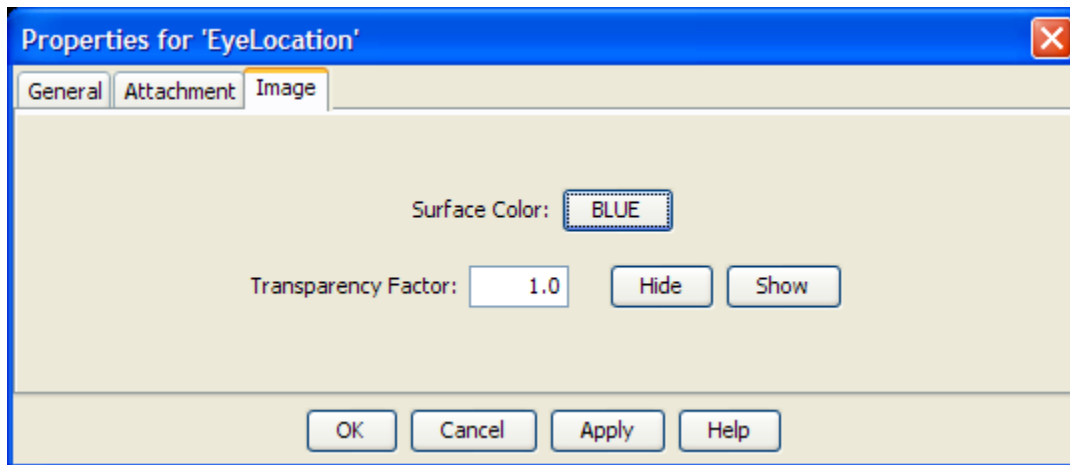 Properties for 'EyeLocation'
General Attachment Image
Surface Color: BLUE
Transparency Factor: 1.0 Hide Show
OK Cancel Apply Help